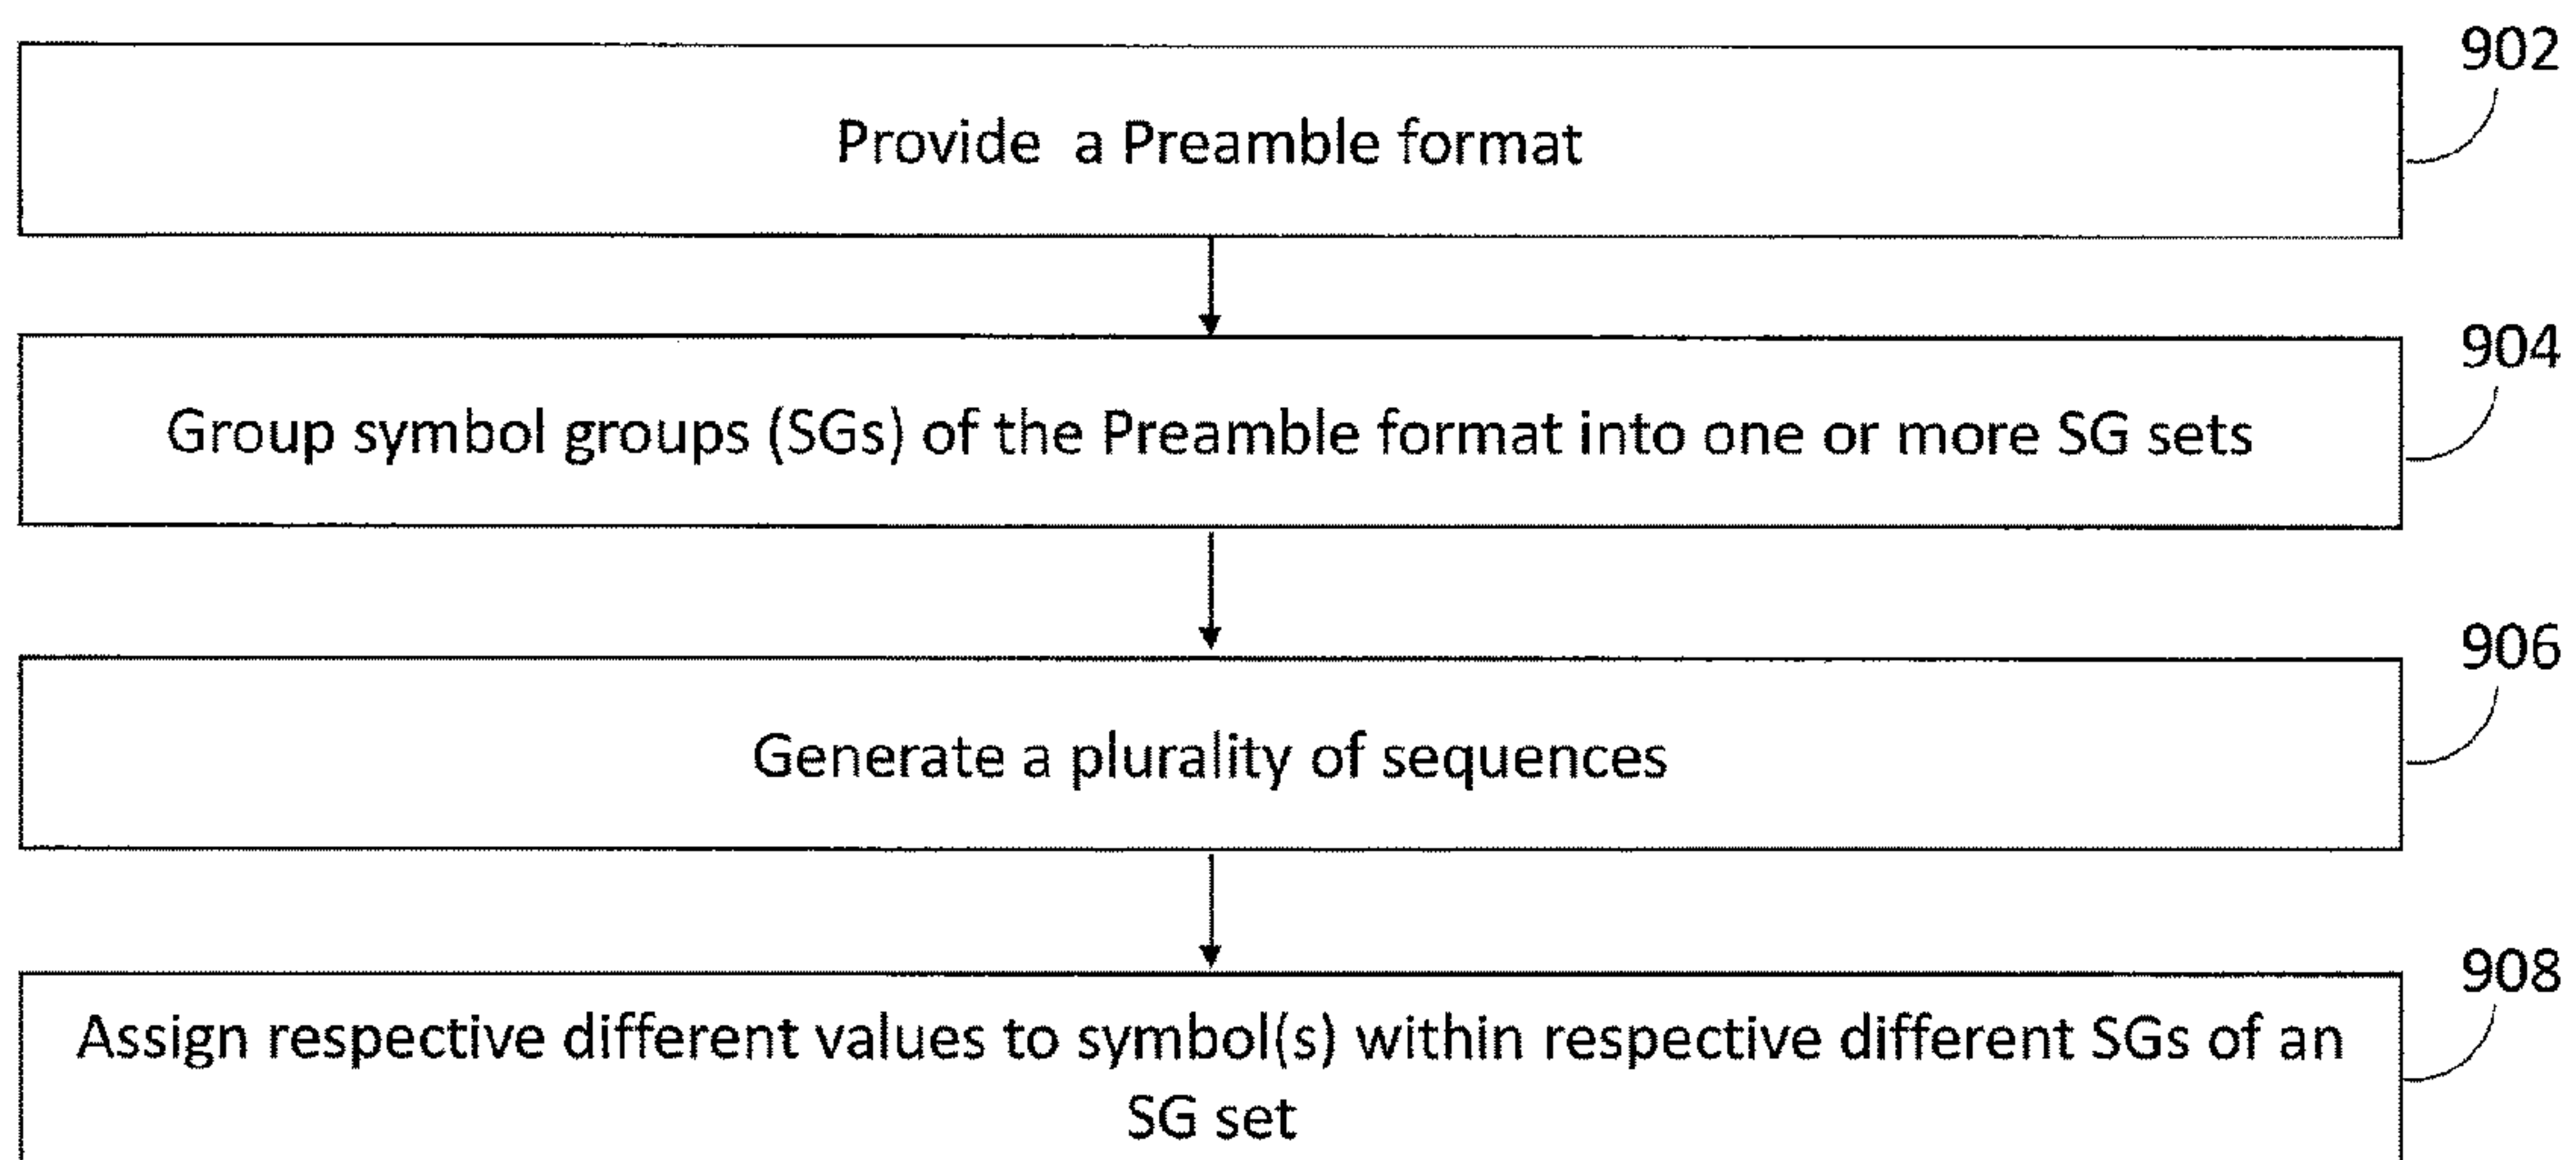 902
Provide a Preamble format
904
Group symbol groups (SGs) of the Preamble format into one or more SG sets
906
Generate a plurality of sequences
908
Assign respective different values to symbol(s) within respective different SGs of an
SG set